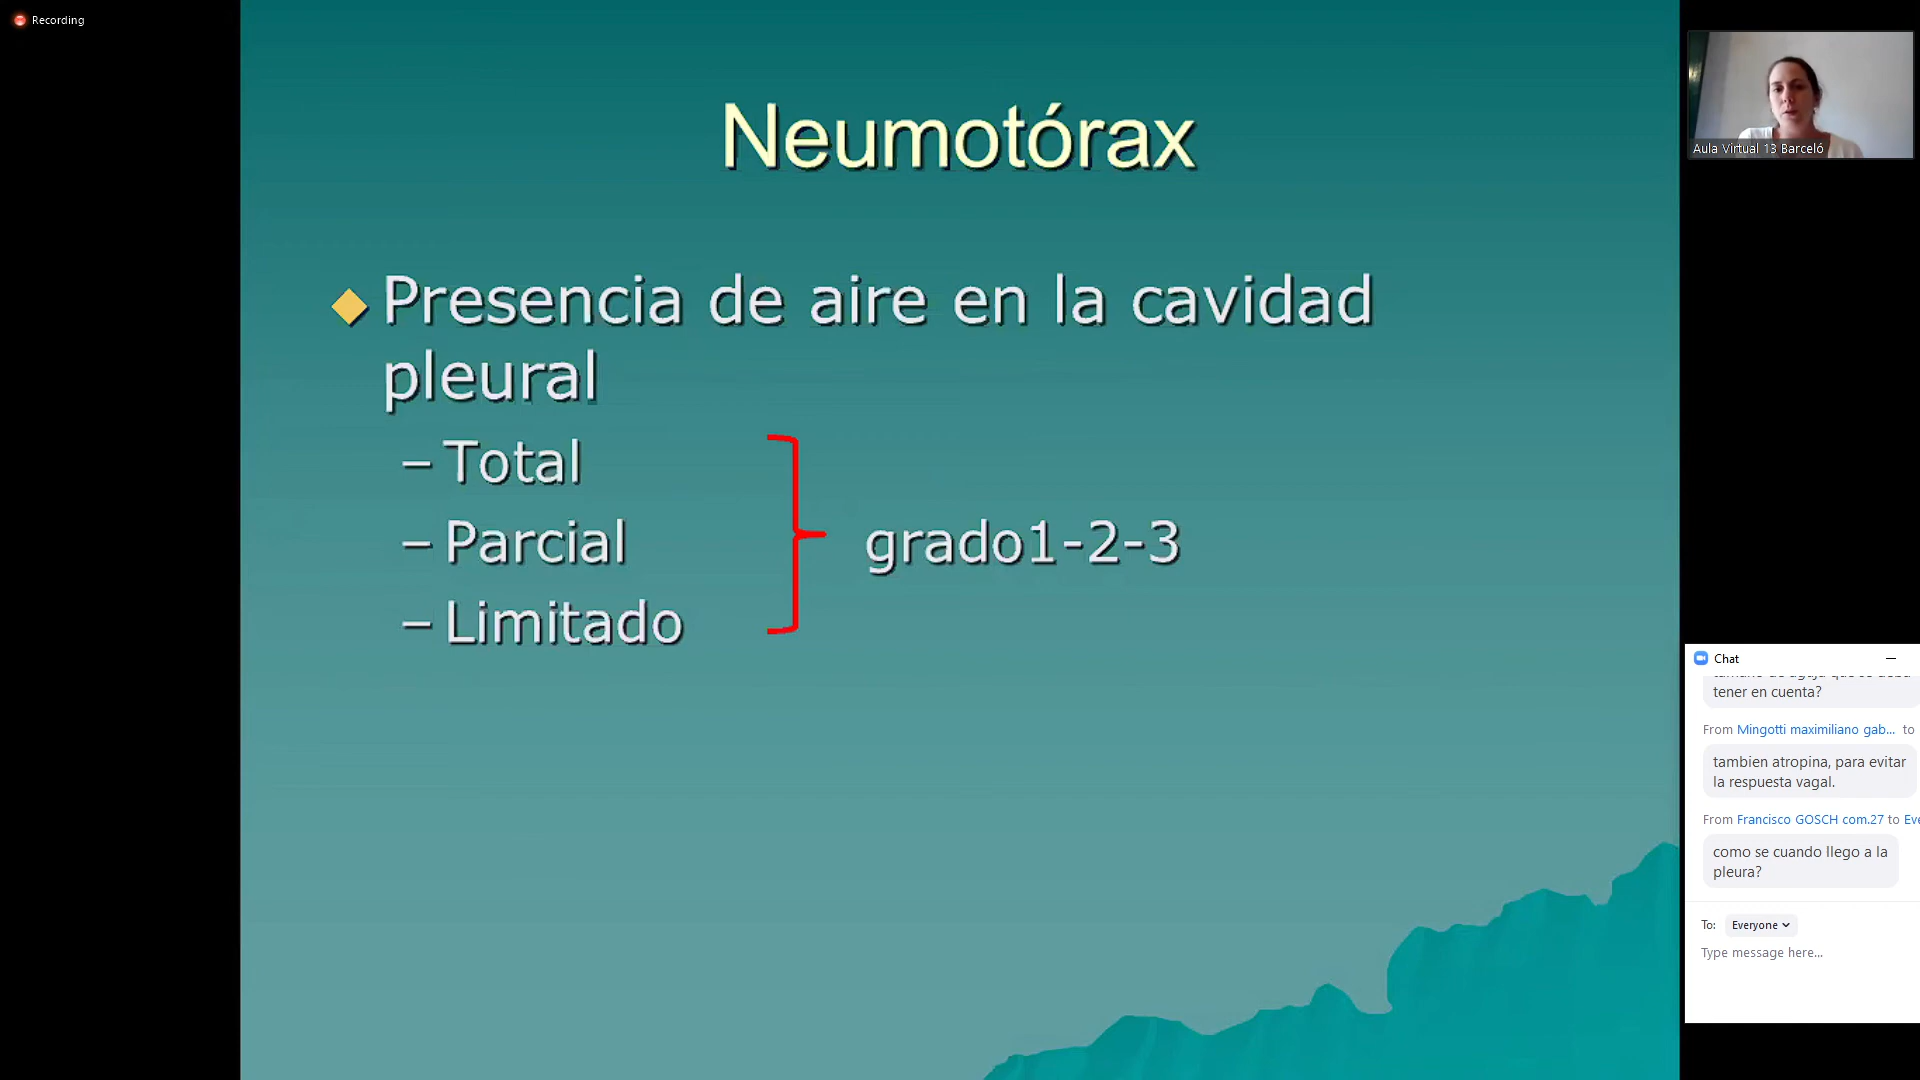 Recording
Neumotórax
Presencia de aire en la cavidad
pleural
– Total
– Parcial
– Limitado
grado1-2-3
Aula Virtual 13 Barceló
Chat
tener en cuenta?
From Mingotti maximiliano gab... to
tambien atropina, para evitar
la respuesta vagal.
From Francisco GOSCH com.27 to Eve
como se cuando llego a la
pleura?
To: Everyone
Type message here...